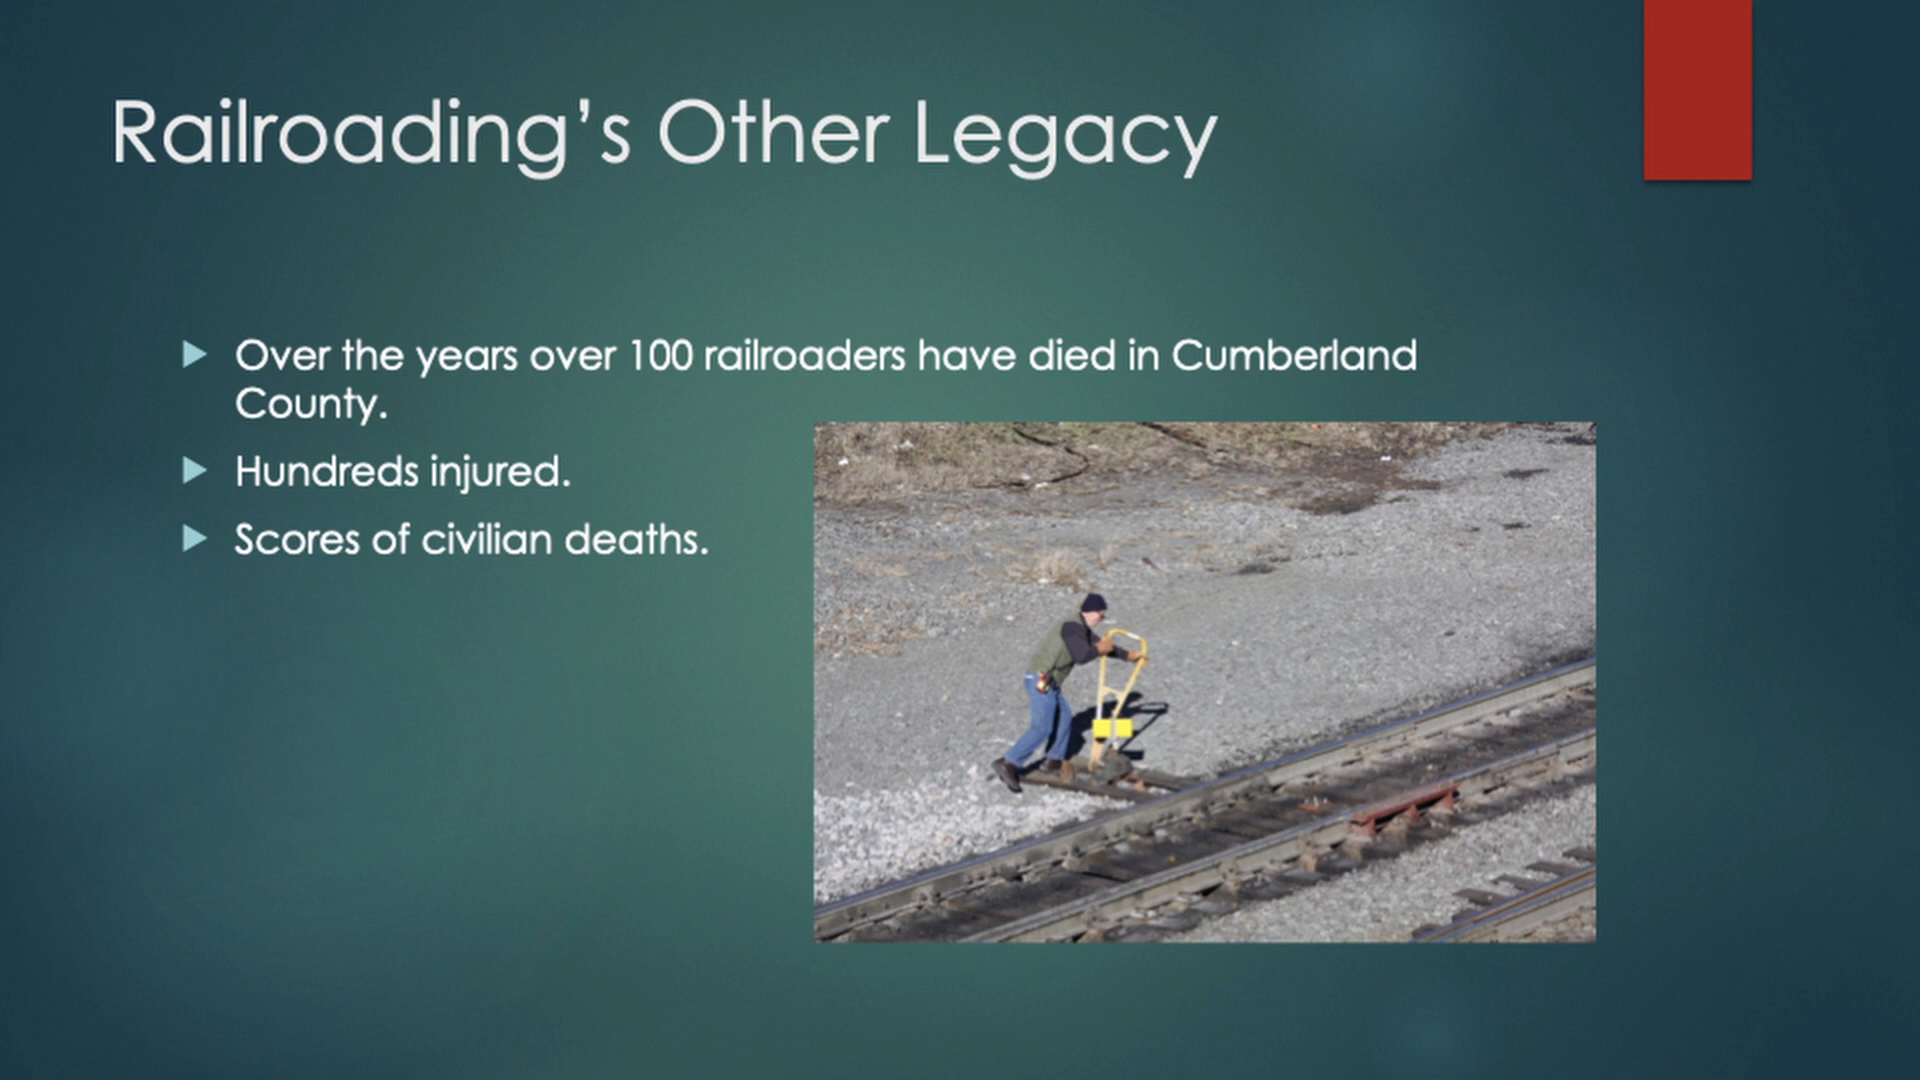 Railroading’s Other Legacy
Over the years over 100 railroaders have died in Cumberland
County.
Hundreds injured.
Scores of civilian deaths.